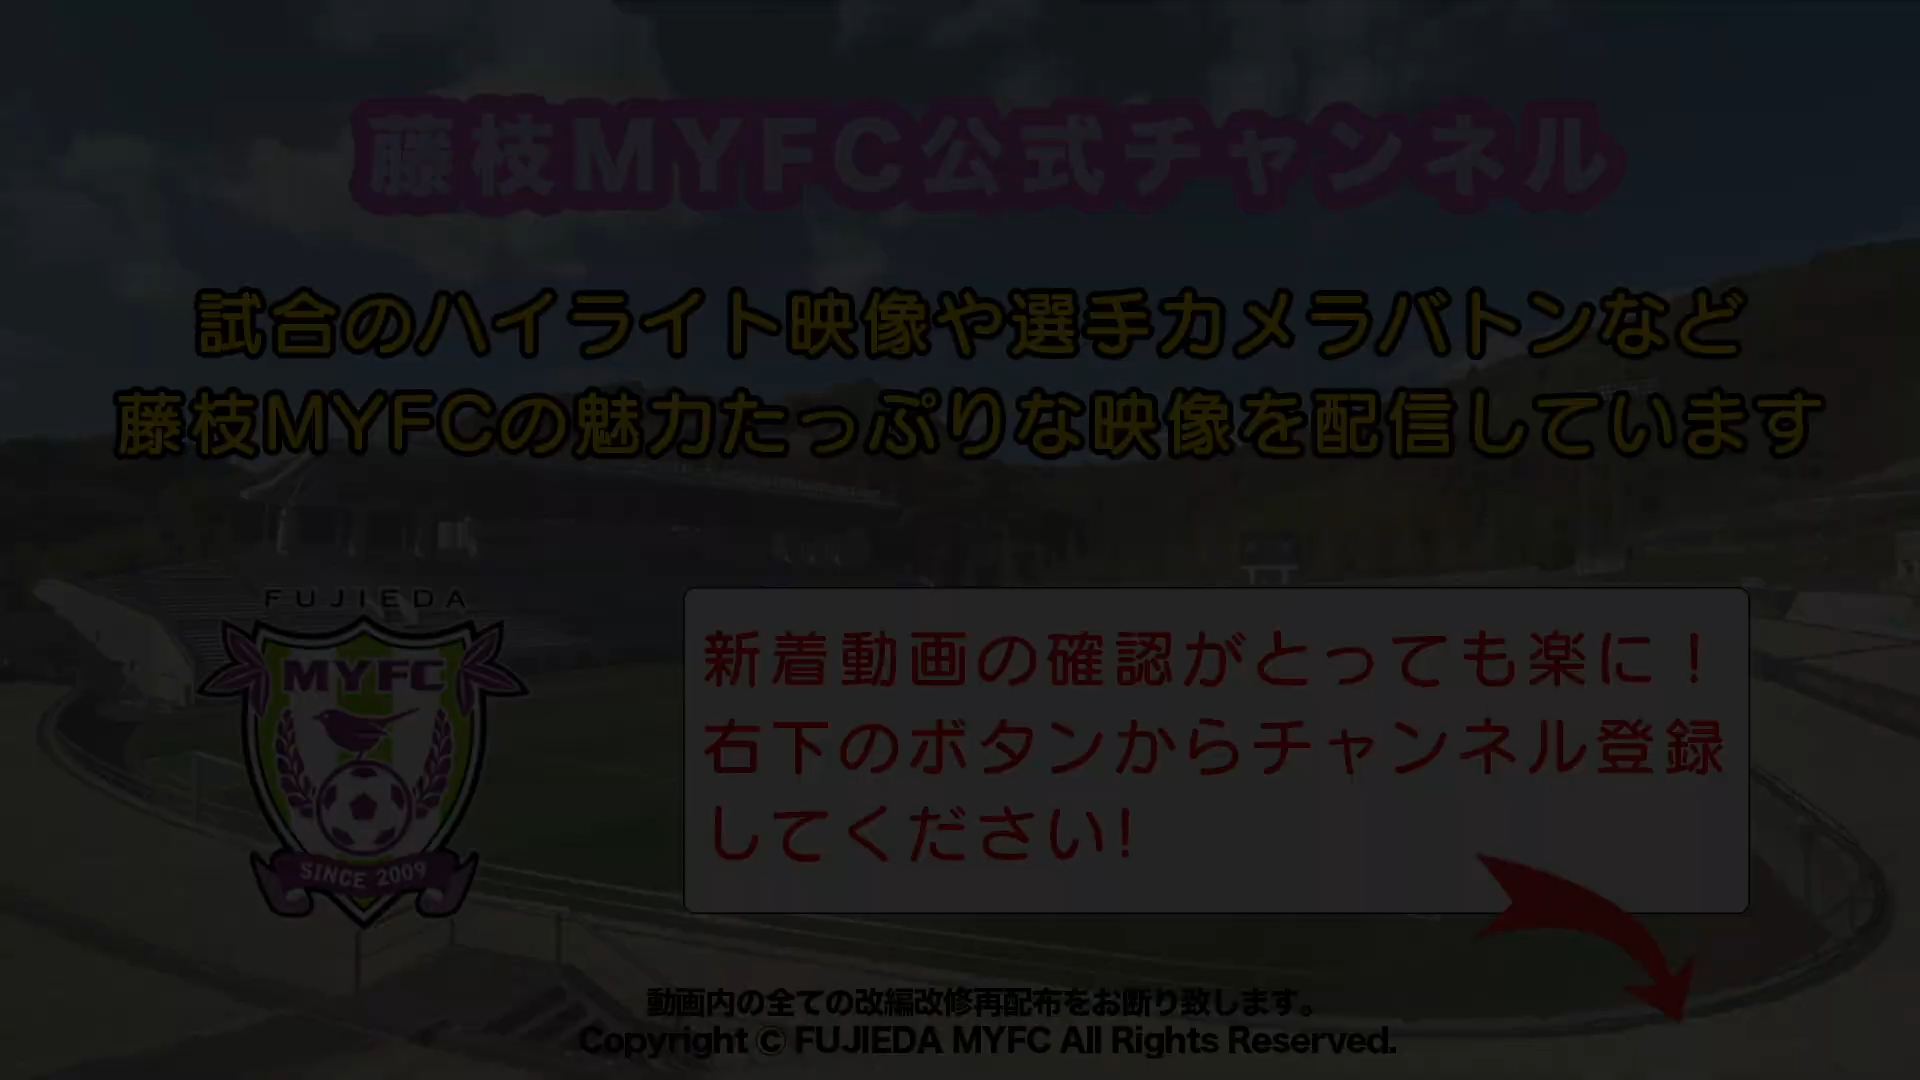 藤枝MYFC公式チャンネル
試合のハイライト映像や選手カメラバトンなど
藤枝MYFCの魅力たっぷりな映像を配信しています
FUJIEDA
MYFC
SINCE 2009
新着動画の確認がとっても楽に！
右下のボタンからチャンネル登録
してください!
動画内の全ての改編改修再配布をお断り致します。
Copyright © FUJIEDA MYFC All Rights Reserved.